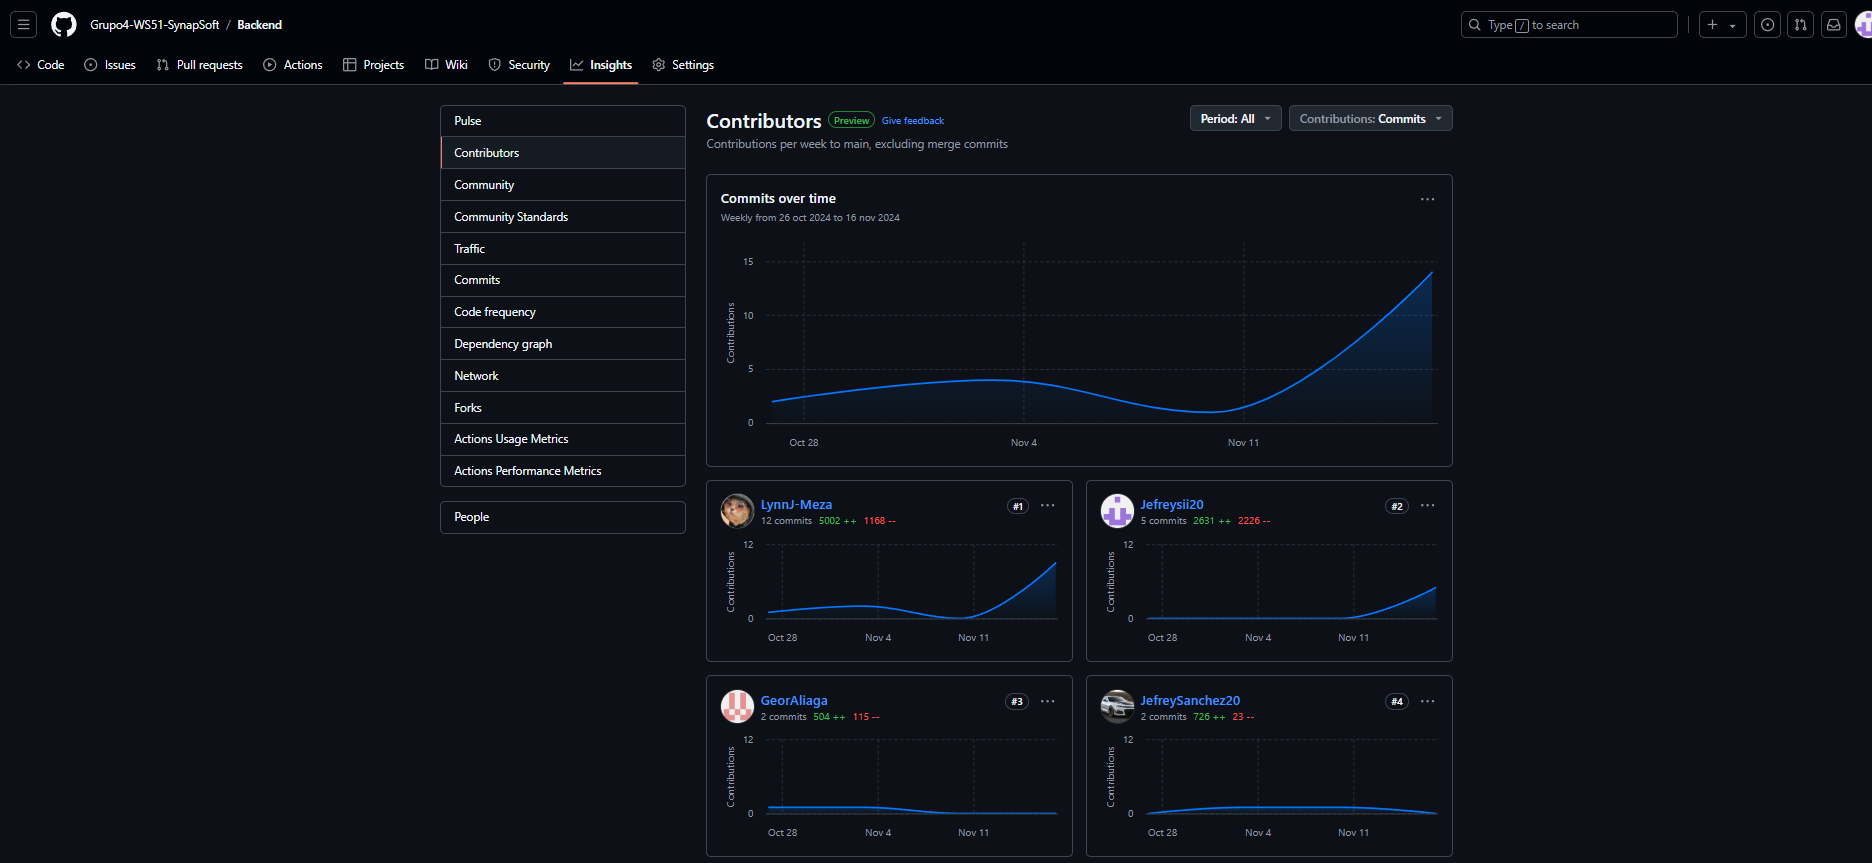 Grupo4-WS51-SynapSoft / Backend
Type / to search
Code Issues Pull requests Actions Projects Wiki Security Insights Settings
Pulse
Contributors
Community
Community Standards
Traffic
Commits
Code frequency
Dependency graph
Network
Forks
Actions Usage Metrics
Actions Performance Metrics
People
Contributors Preview Give feedback
Period: All
Contributions: Commits
Contributions per week to main, excluding merge commits
Commits over time
Weekly from 26 oct 2024 to 16 nov 2024
Contributions
15
10
5
0
Oct 28 Nov 4 Nov 11
LynnJ-Meza #1
12 commits 5002 ++ 1168 --
Contributions
12
0
Oct 28 Nov 4 Nov 11
Jefreysii20 #2
5 commits 2631 ++ 2226 --
Contributions
12
0
Oct 28 Nov 4 Nov 11
GeorAliaga #3
2 commits 504 ++ 115 --
Contributions
12
0
Oct 28 Nov 4 Nov 11
JefreySanchez20 #4
2 commits 726 ++ 23 --
Contributions
12
0
Oct 28 Nov 4 Nov 11